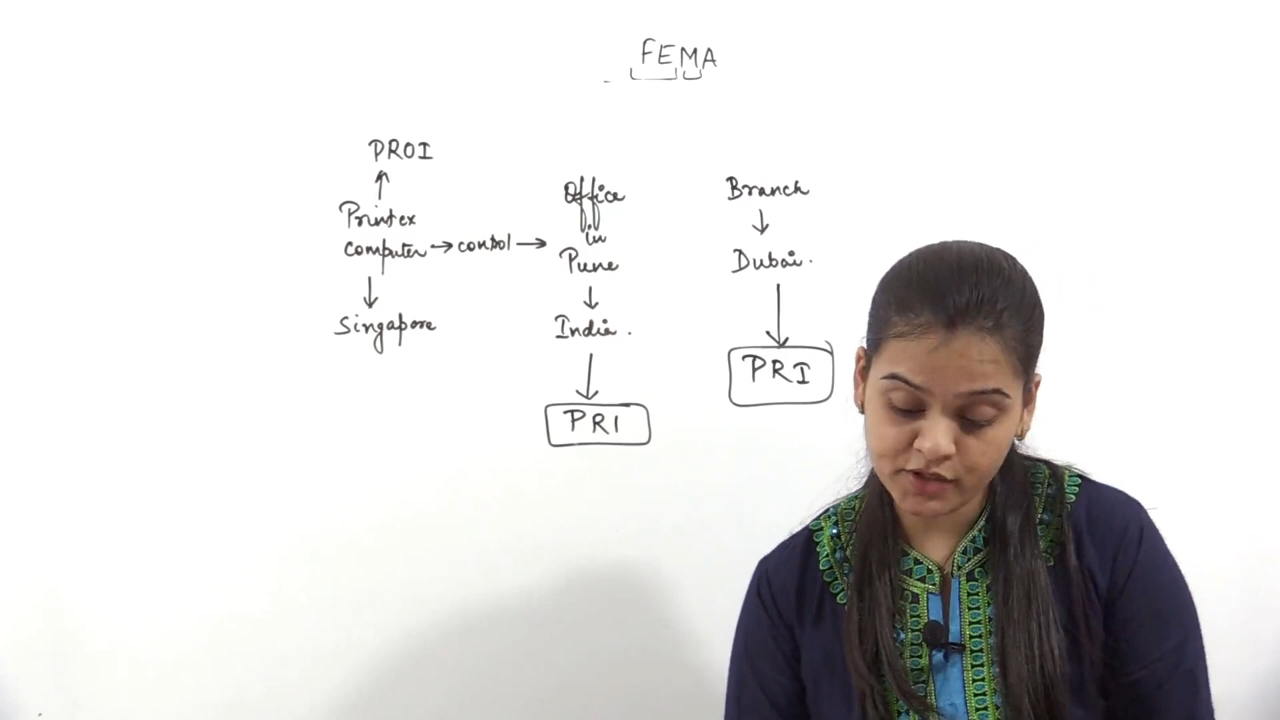 FEMA
PROI
Printex
computer → control →
Singapore
Office
in
Pune
India.
PRI
Branch
Dubai.
PRI